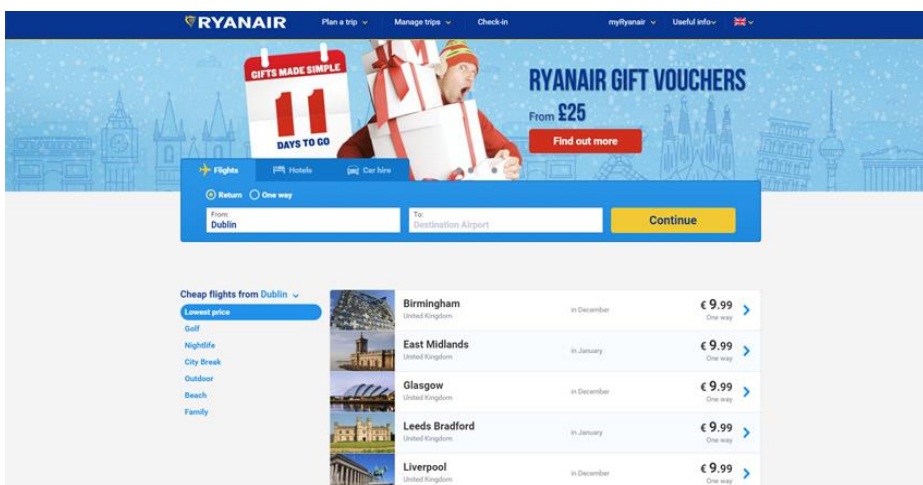 RYANAIR Plan a trip Manage trips Check-in myRyanair Useful info
GIFTS MADE SIMPLE
11
DAYS TO GO
RYANAIR GIFT VOUCHERS
From £25
Find out more
Flights Hotels Car hire
Return One way
From:
Dublin
To:
Destination Airport
Continue
Cheap flights from Dublin
Lowest price
Golf
Nightlife
City Break
Outdoor
Beach
Family
Birmingham
United Kingdom
in December
€ 9.99
One way
East Midlands
United Kingdom
in January
€ 9.99
One way
Glasgow
United Kingdom
in December
€ 9.99
One way
Leeds Bradford
United Kingdom
in January
€ 9.99
One way
Liverpool
United Kingdom
in December
€ 9.99
One way